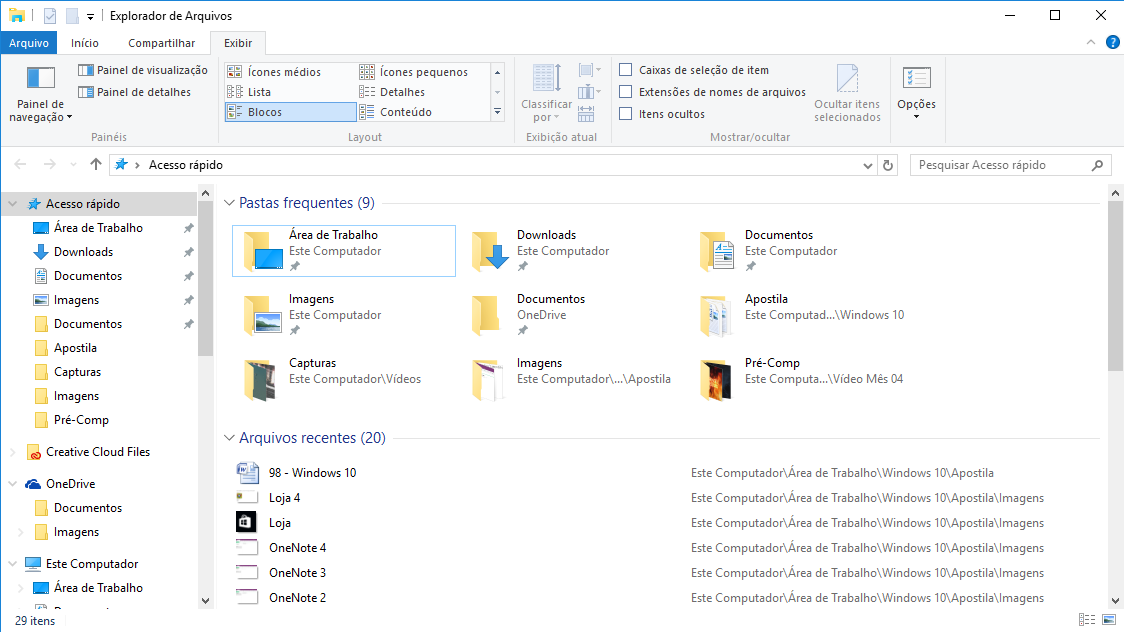 Explorador de Arquivos
Arquivo Início Compartilhar Exibir
Painel de navegação
Painel de visualização
Painel de detalhes
Painéis
Ícones médios Ícones pequenos
Lista Detalhes
Blocos Conteúdo
Layout
Classificar por
Exibição atual
Caixas de seleção de item
Extensões de nomes de arquivos
Itens ocultos
Ocultar itens selecionados
Mostrar/ocultar
Opções
Acesso rápido
Pesquisar Acesso rápido
Acesso rápido
Área de Trabalho
Downloads
Documentos
Imagens
Documentos
Apostila
Capturas
Imagens
Pré-Comp
Creative Cloud Files
OneDrive
Documentos
Imagens
Este Computador
Área de Trabalho
Pastas frequentes (9)
Área de Trabalho
Este Computador
Downloads
Este Computador
Documentos
Este Computador
Imagens
Este Computador
Documentos
OneDrive
Apostila
Este Computad...\Windows 10
Capturas
Este Computador\Vídeos
Imagens
Este Computador\...\Apostila
Pré-Comp
Este Computa...\Vídeo Mês 04
Arquivos recentes (20)
98 - Windows 10 Este Computador\Área de Trabalho\Windows 10\Apostila
Loja 4 Este Computador\Área de Trabalho\Windows 10\Apostila\Imagens
Loja Este Computador\Área de Trabalho\Windows 10\Apostila\Imagens
OneNote 4 Este Computador\Área de Trabalho\Windows 10\Apostila\Imagens
OneNote 3 Este Computador\Área de Trabalho\Windows 10\Apostila\Imagens
OneNote 2 Este Computador\Área de Trabalho\Windows 10\Apostila\Imagens
29 itens